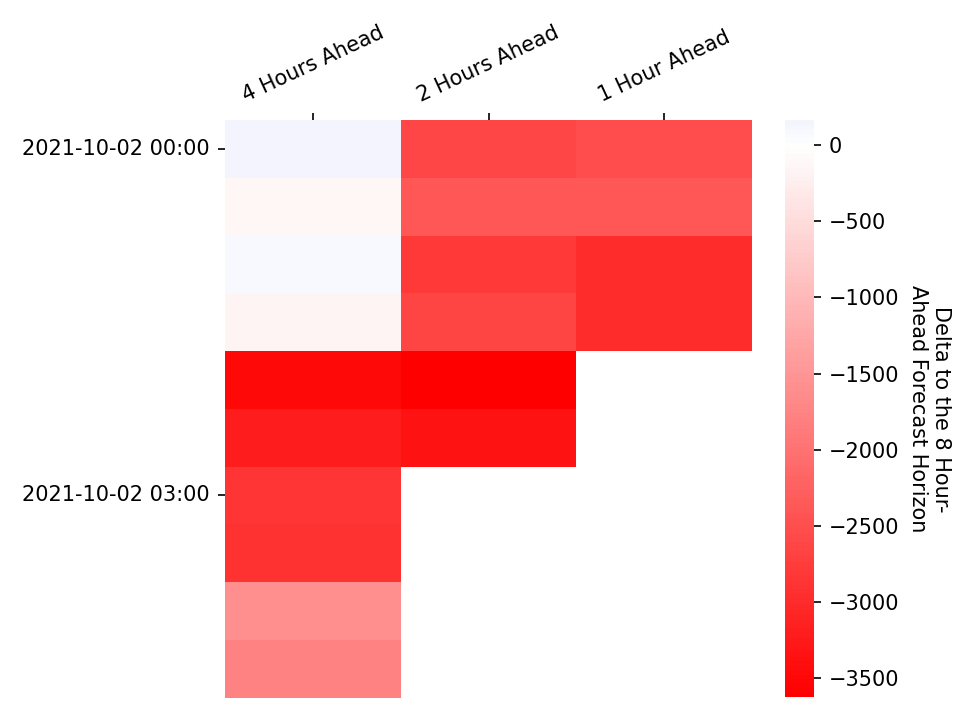 4 Hours Ahead
2 Hours Ahead
1 Hour Ahead
2021-10-02 00:00
2021-10-02 03:00
0
−500
−1000
−1500
−2000
−2500
−3000
−3500
Delta to the 8 Hour-
Ahead Forecast Horizon